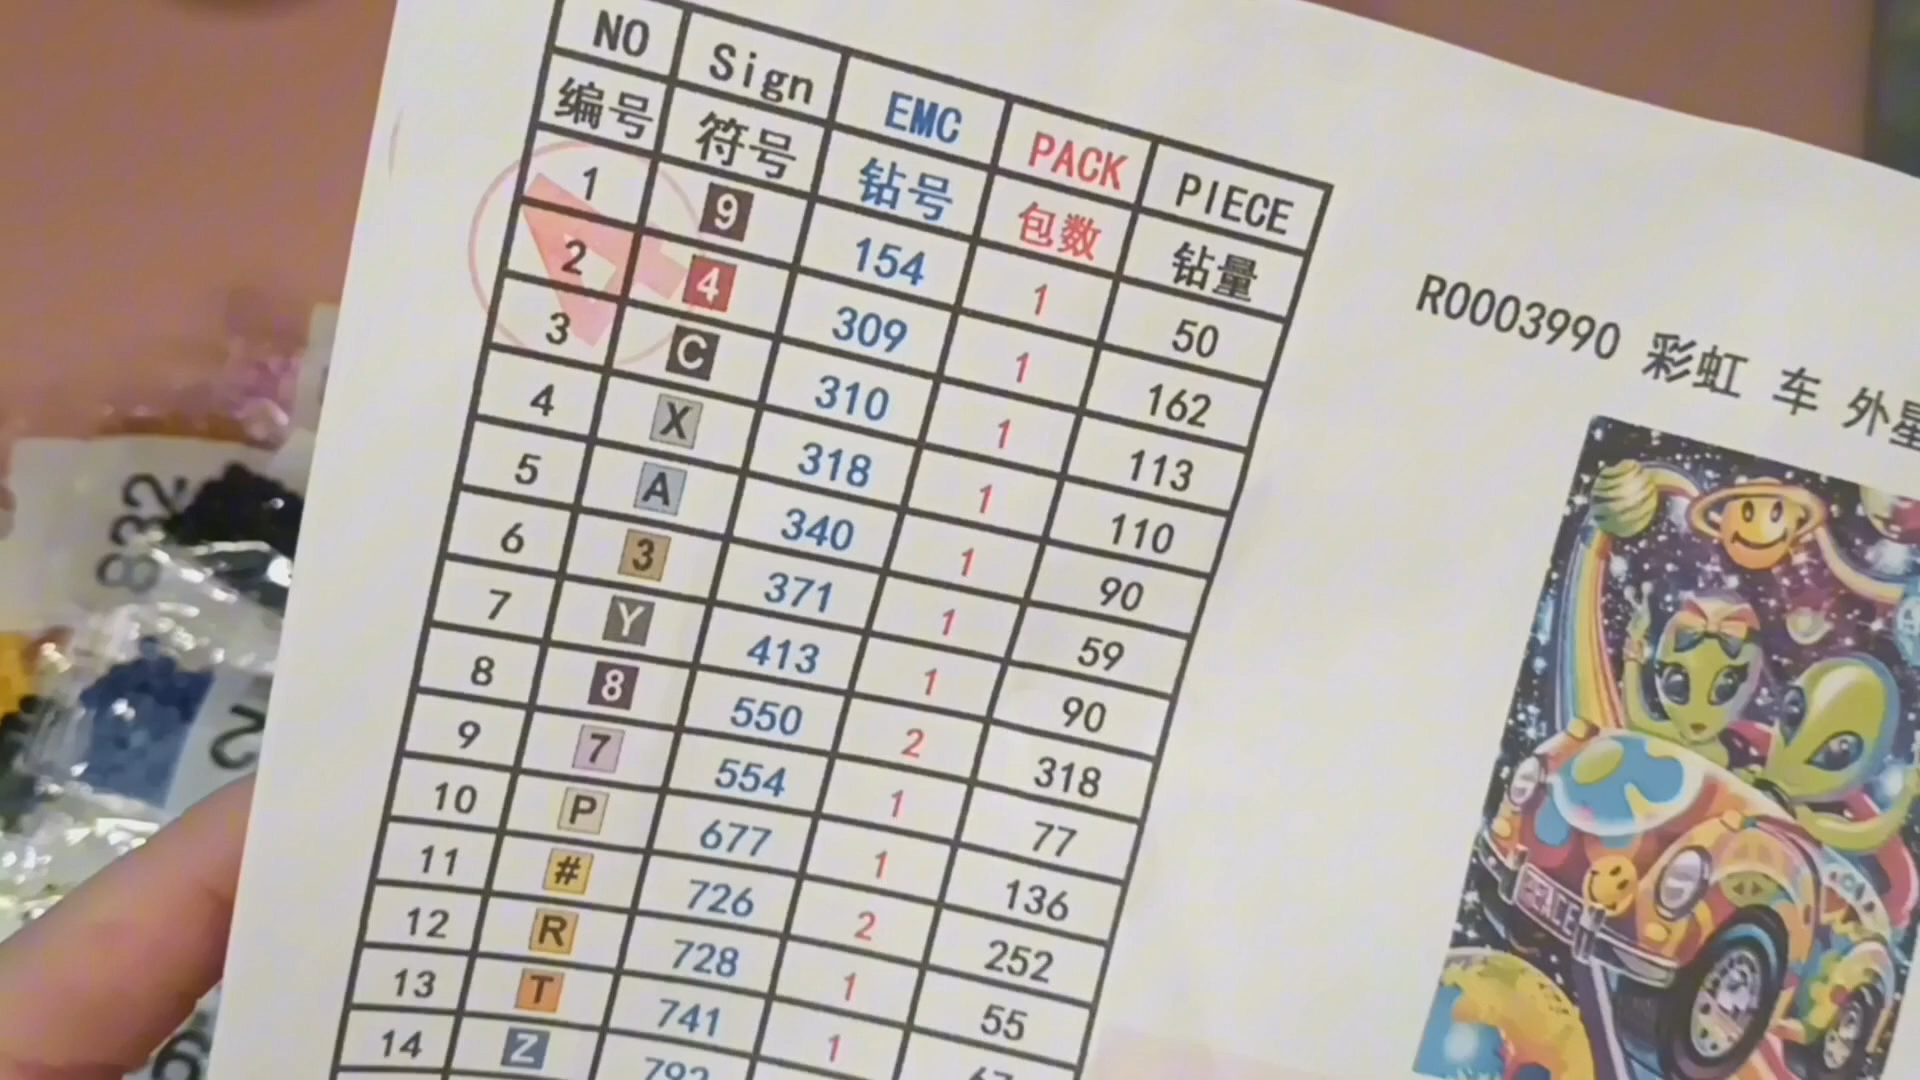 NO Sign EMC PACK PIECE
编号 符号 钻号 包数 钻量
1 9 154 1 50
2 4 309 1 162
3 C 310 1 113
4 X 318 1 110
5 A 340 1 90
6 3 371 1 59
7 Y 413 1 90
8 8 550 2 318
9 7 554 1 77
10 P 677 1 136
11 # 726 2 252
12 R 728 1 55
13 T 741 1
14 Z 792
R0003990 彩虹 车 外星
PEACE
832